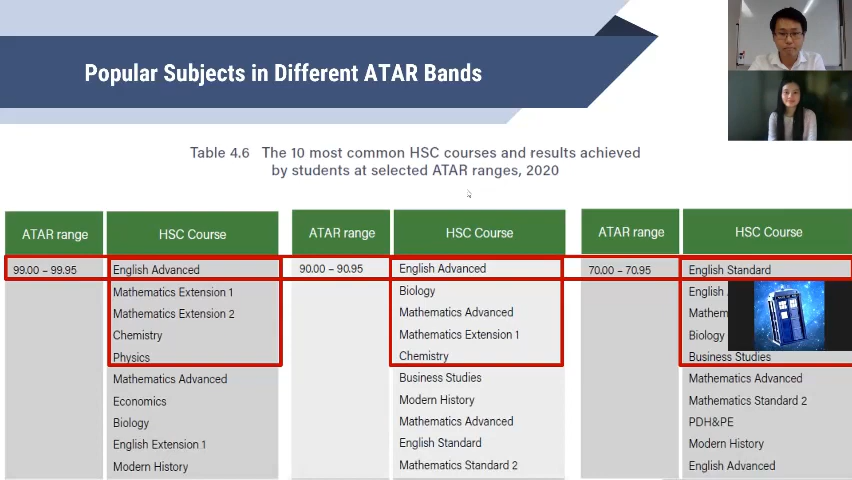 Popular Subjects in Different ATAR Bands
Table 4.6 The 10 most common HSC courses and results achieved
by students at selected ATAR ranges, 2020
ATAR range
HSC Course
99.00 – 99.95
English Advanced
Mathematics Extension 1
Mathematics Extension 2
Chemistry
Physics
Mathematics Advanced
Economics
Biology
English Extension 1
Modern History
ATAR range
HSC Course
90.00 – 90.95
English Advanced
Biology
Mathematics Advanced
Mathematics Extension 1
Chemistry
Business Studies
Modern History
Mathematics Advanced
English Standard
Mathematics Standard 2
ATAR range
HSC Course
70.00 – 70.95
English Standard
English
Biology
Business Studies
Mathematics Advanced
Mathematics Standard 2
PDH&PE
Modern History
English Advanced